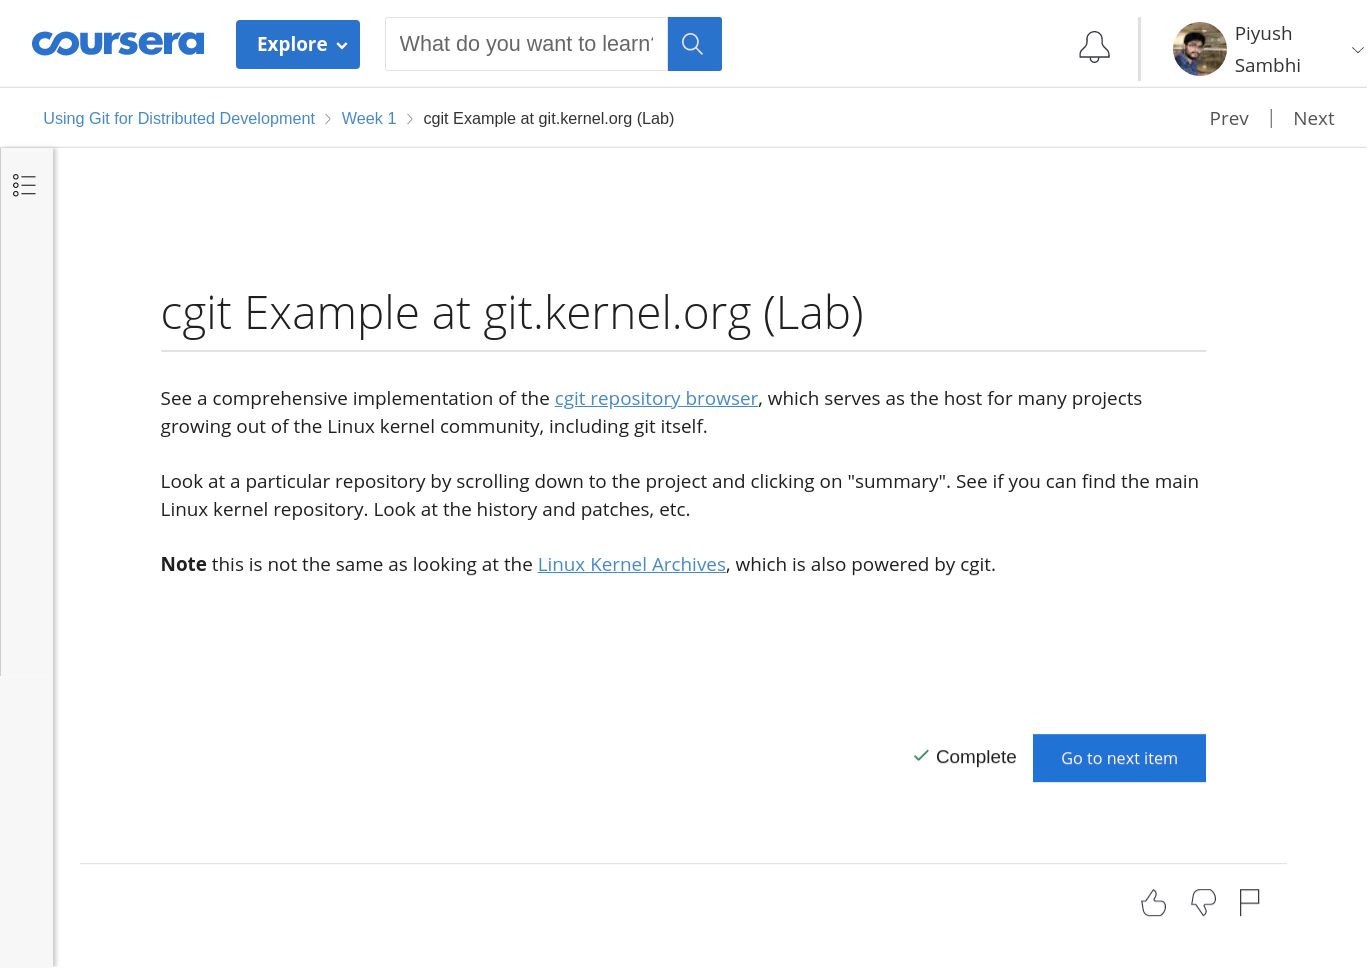 coursera
Explore
What do you want to learn
Piyush
Sambhi
Using Git for Distributed Development
Week 1
cgit Example at git.kernel.org (Lab)
Prev
Next
cgit Example at git.kernel.org (Lab)
See a comprehensive implementation of the cgit repository browser, which serves as the host for many projects
growing out of the Linux kernel community, including git itself.
Look at a particular repository by scrolling down to the project and clicking on "summary". See if you can find the main
Linux kernel repository. Look at the history and patches, etc.
Note this is not the same as looking at the Linux Kernel Archives, which is also powered by cgit.
Complete
Go to next item